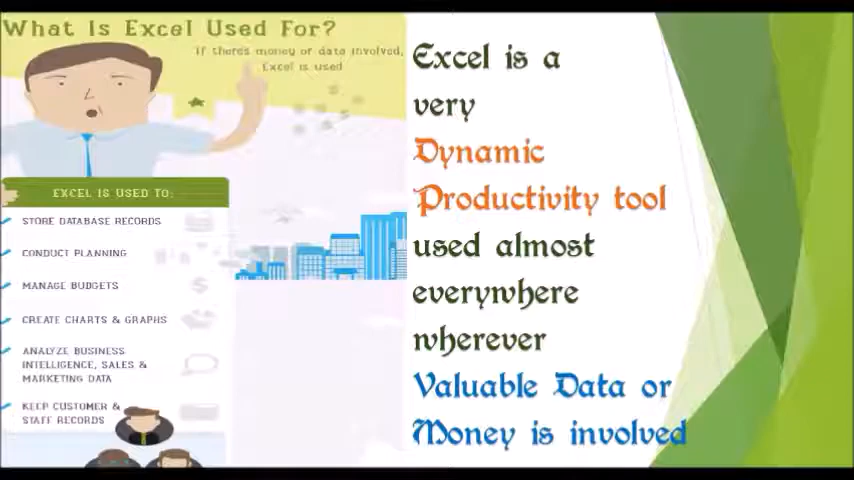 What Is Excel Used For?
If theres money or data involved,
Excel is used
EXCEL IS USED TO:
STORE DATABASE RECORDS
CONDUCT PLANNING
MANAGE BUDGETS
CREATE CHARTS & GRAPHS
ANALYZE BUSINESS
INTELLIGENCE, SALES &
MARKETING DATA
KEEP CUSTOMER &
STAFF RECORDS
Excel is a
very
Dynamic
Productivity tool
used almost
everywhere
wherever
Valuable Data or
Money is involved